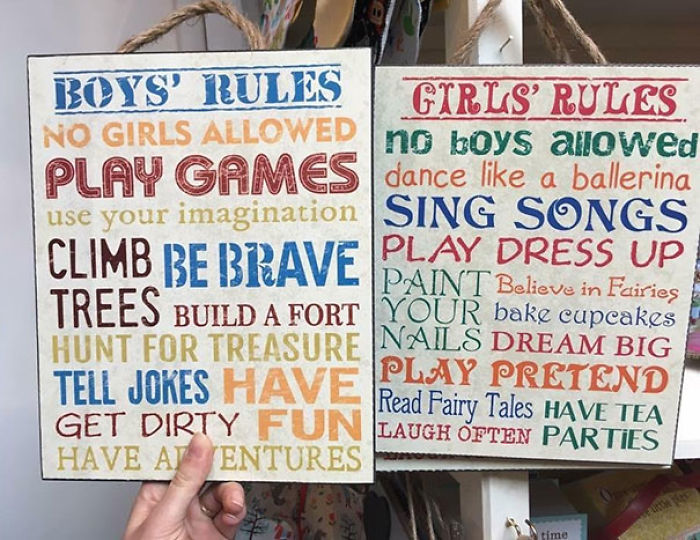 BOYS' RULES
NO GIRLS ALLOWED
PLAY GAMES
use your imagination
CLIMB
TREES
BE BRAVE
BUILD A FORT
HUNT FOR TREASURE
TELL JOKES
GET DIRTY
HAVE
FUN
HAVE ADVENTURES
GIRLS' RULES
no boys allowed
dance like a ballerina
SING SONGS
PLAY DRESS UP
PAINT
YOUR
NAILS
Believe in Fairies
bake cupcakes
DREAM BIG
PLAY PRETEND
Read Fairy Tales
LAUGH OFTEN
HAVE TEA
PARTIES
time